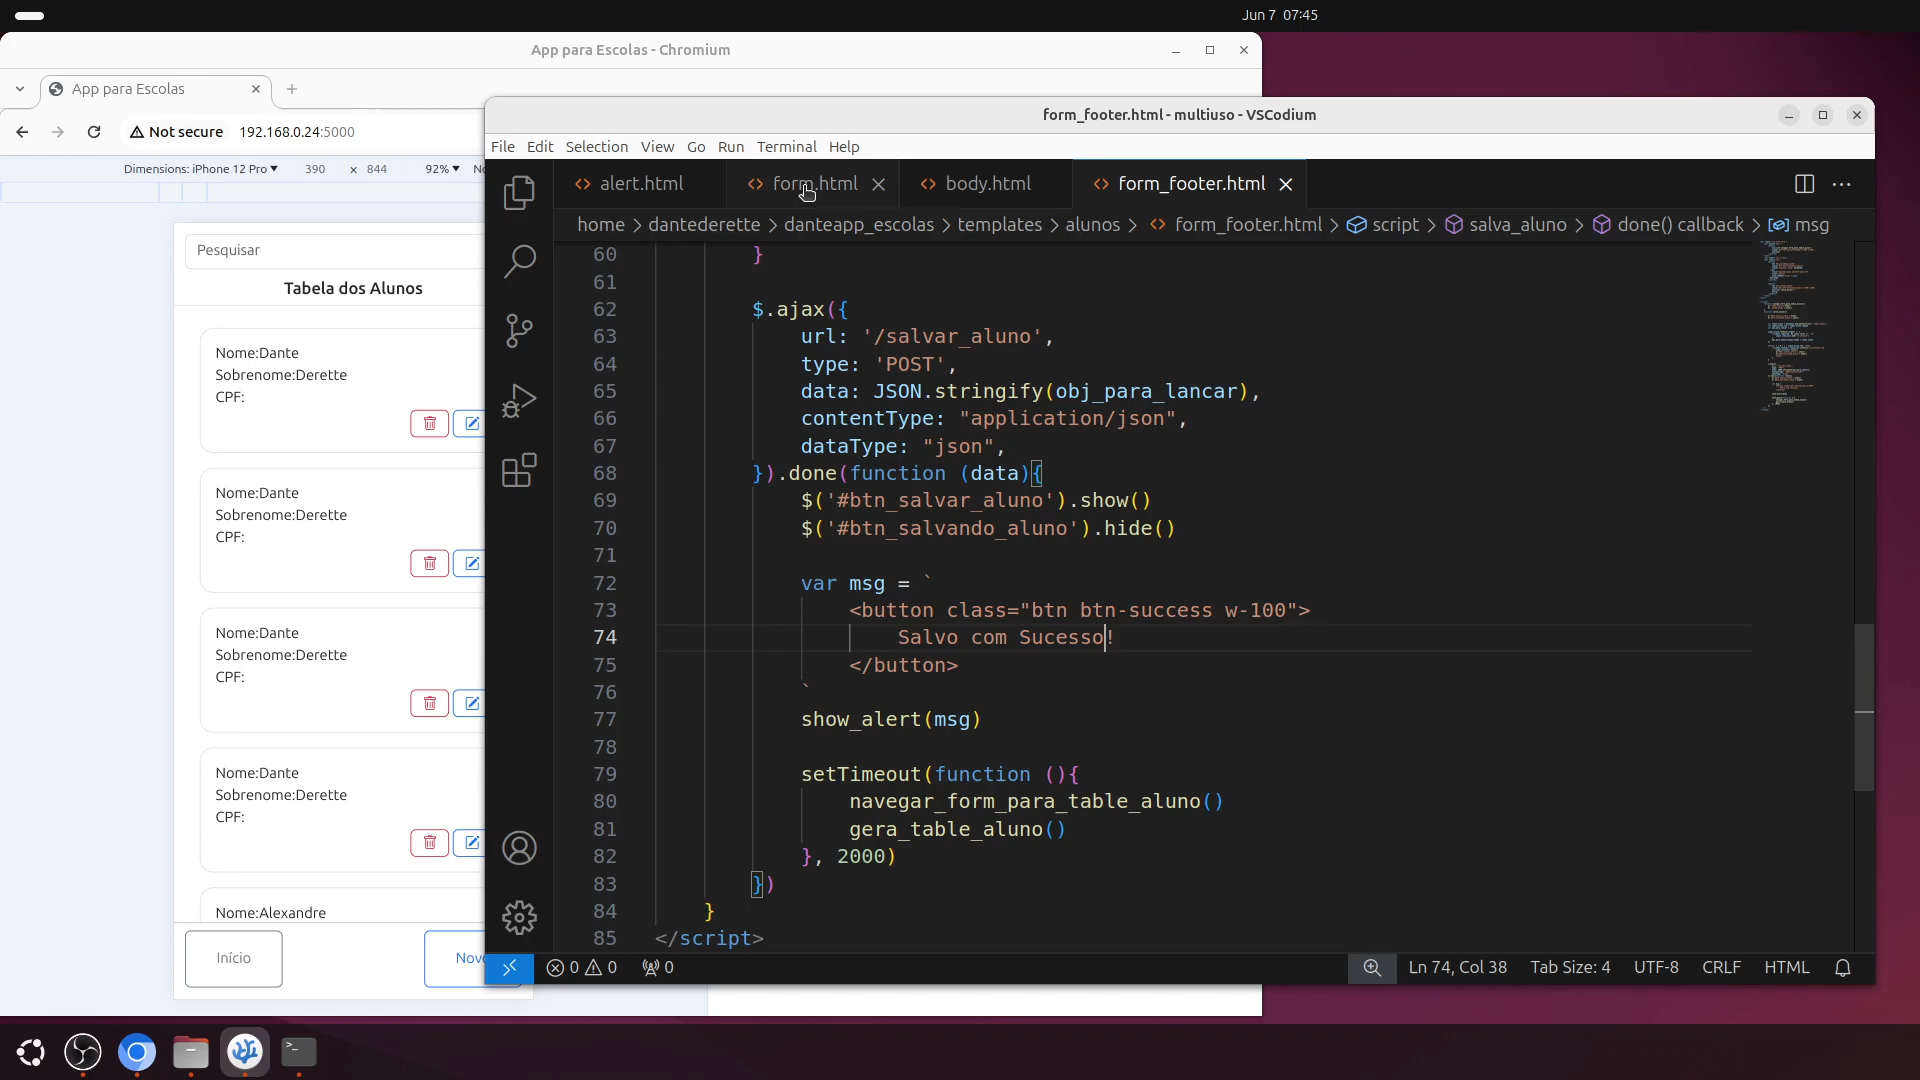 Jun 7 07:45
App para Escolas - Chromium
App para Escolas
Not secure 192.168.0.24:5000
Dimensions: iPhone 12 Pro 390 x 844 92% No
Pesquisar
Tabela dos Alunos
Nome:Dante
Sobrenome:Derette
CPF:
Nome:Dante
Sobrenome:Derette
CPF:
Nome:Dante
Sobrenome:Derette
CPF:
Nome:Dante
Sobrenome:Derette
CPF:
Nome:Alexandre
Início
Novo
form_footer.html - multiuso - VSCodium
File Edit Selection View Go Run Terminal Help
alert.html form.html body.html form_footer.html
home > dantederette > danteapp_escolas > templates > alunos > form_footer.html > script > salva_aluno > done() callback > msg
60 }
61
62 $.ajax({
63 url: '/salvar_aluno',
64 type: 'POST',
65 data: JSON.stringify(obj_para_lancar),
66 contentType: "application/json",
67 dataType: "json",
68 }).done(function (data){
69 $('#btn_salvar_aluno').show()
70 $('#btn_salvando_aluno').hide()
71
72 var msg = `
73 <button class="btn btn-success w-100">
74 Salvo com Sucesso!
75 </button>
76 `
77 show_alert(msg)
78
79 setTimeout(function (){
80 navegar_form_para_table_aluno()
81 gera_table_aluno()
82 }, 2000)
83 })
84 }
85 </script>
0 0 0
Ln 74, Col 38 Tab Size: 4 UTF-8 CRLF HTML